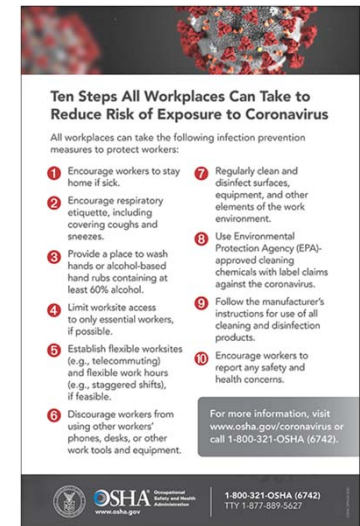 Ten Steps All Workplaces Can Take to
Reduce Risk of Exposure to Coronavirus
All workplaces can take the following infection prevention
measures to protect workers:
1 Encourage workers to stay
home if sick.
2 Encourage respiratory
etiquette, including
covering coughs and
sneezes.
3 Provide a place to wash
hands or alcohol-based
hand rubs containing at
least 60% alcohol.
4 Limit worksite access
to only essential workers,
if possible.
5 Establish flexible worksites
(e.g., telecommuting)
and flexible work hours
(e.g., staggered shifts),
if feasible.
6 Discourage workers from
using other workers'
phones, desks, or other
work tools and equipment.
7 Regularly clean and
disinfect surfaces,
equipment, and other
elements of the work
environment.
8 Use Environmental
Protection Agency (EPA)-
approved cleaning
chemicals with label claims
against the coronavirus.
9 Follow the manufacturer's
instructions for use of all
cleaning and disinfection
products.
10 Encourage workers to
report any safety and
health concerns.
For more information, visit
www.osha.gov/coronavirus or
call 1-800-321-OSHA (6742).
OSHA Occupational
Safety and Health
Administration
www.osha.gov
1-800-321-OSHA (6742)
TTY 1-877-889-5627